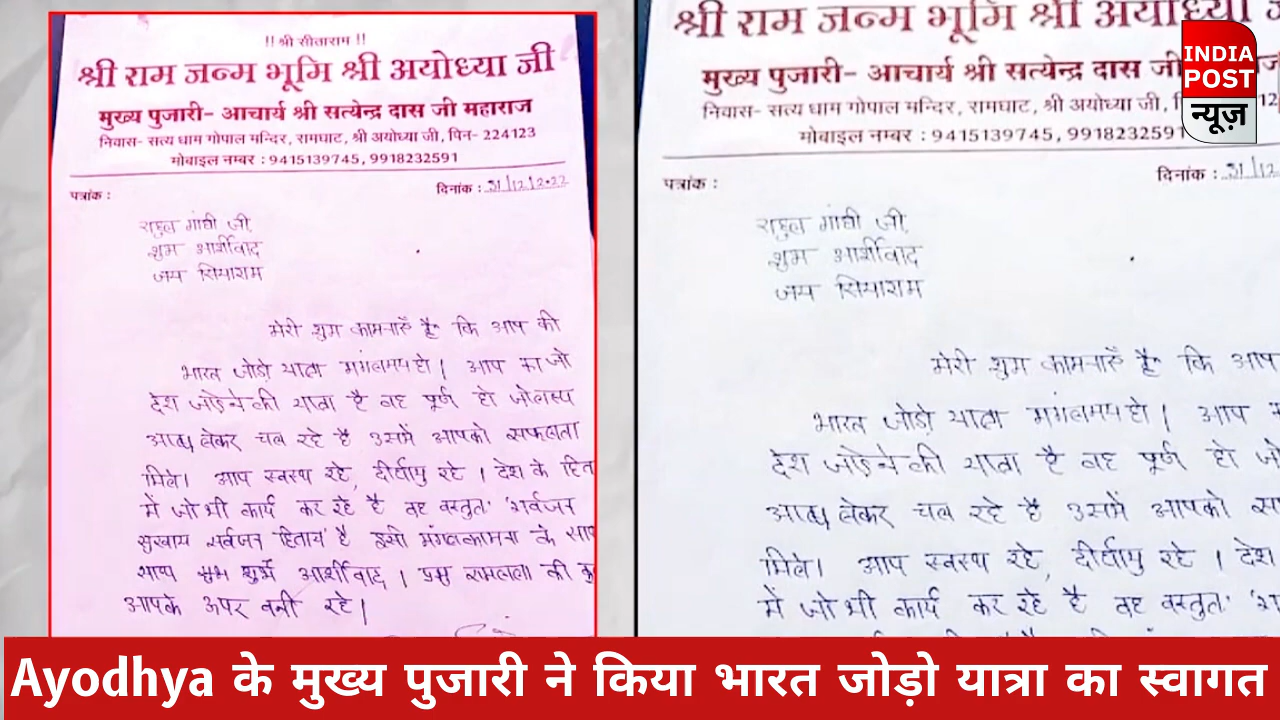 !! श्री सीताराम !!
श्री राम जन्म भूमि श्री अयोध्या जी
मुख्य पुजारी- आचार्य श्री सत्येन्द्र दास जी महाराज
निवास- सत्य धाम गोपाल मन्दिर, रामघाट, श्री अयोध्या जी, पिन- 224123
मोबाइल नम्बर : 9415139745, 9918232591
पत्रांक : दिनांक : 31/12/2022
राहुल गांधी जी
शुभ आर्शीवाद
जय सियाराम
मेरी शुभ कामनाऐं है कि आप की
भारत जोड़ो यात्रा मंगलमय हो। आप का जो
देश जोड़ने की यात्रा है वह पूर्ण हो जो लक्ष्य
लेकर चल रहे है उसमें आपको सफलता
मिले। आप स्वस्थ रहे, दीर्घायु रहे। देश के हित
में जो भी कार्य कर रहे है वह वस्तुतः 'सर्वजन
सुखाय सर्वजन हिताय' है इसी मंगलकामना के साथ
साथ शुभ आर्शीवाद। प्रभु रामलला की
आपके ऊपर बनी रहे।
श्री राम जन्म भूमि श्री अयोध्या
मुख्य पुजारी- आचार्य श्री सत्येन्द्र दास जी
निवास- सत्य धाम गोपाल मन्दिर, रामघाट, श्री अयोध्या जी,
मोबाइल नम्बर : 9415139745, 9918232591
पत्रांक : दिनांक : 31/12
राहुल गांधी जी
शुभ आर्शीवाद
जय सियाराम
मेरी शुभ कामनाऐं है कि आप
भारत जोड़ो यात्रा मंगलमय हो। आप
देश जोड़ने की यात्रा है वह पूर्ण हो
लेकर चल रहे है उसमें आपको
मिले। आप स्वस्थ रहे, दीर्घायु रहे। देश
में जो भी कार्य कर रहे है वह वस्तुतः
INDIA
POST
न्यूज़
Ayodhya के मुख्य पुजारी ने किया भारत जोड़ो यात्रा का स्वागत